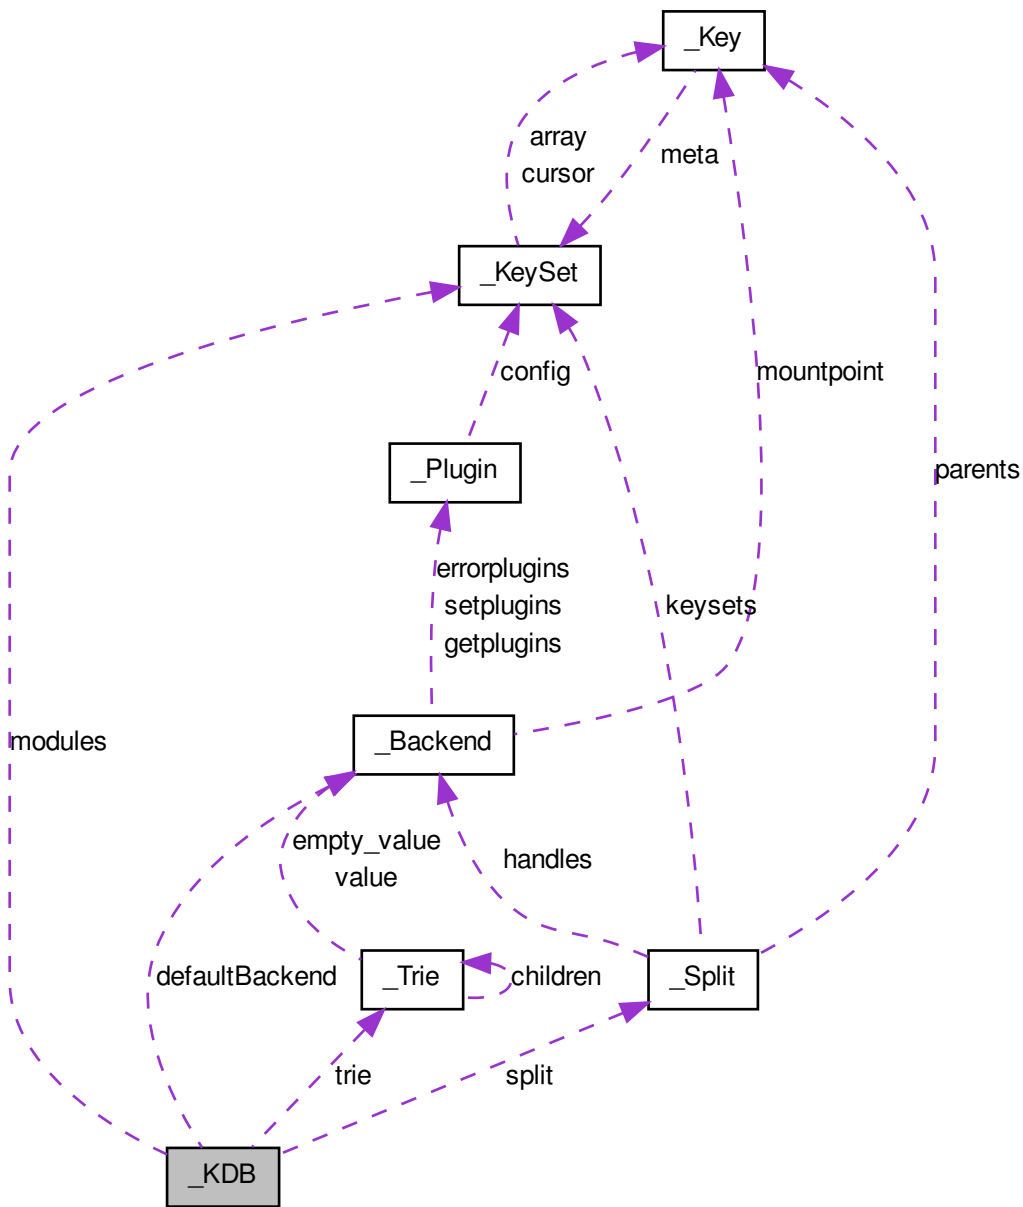 _Key
array
cursor
meta
_KeySet
config
mountpoint
_Plugin
parents
errorplugins
setplugins
getplugins
keysets
modules
_Backend
empty_value
value
handles
defaultBackend
_Trie
children
_Split
trie
split
_KDB